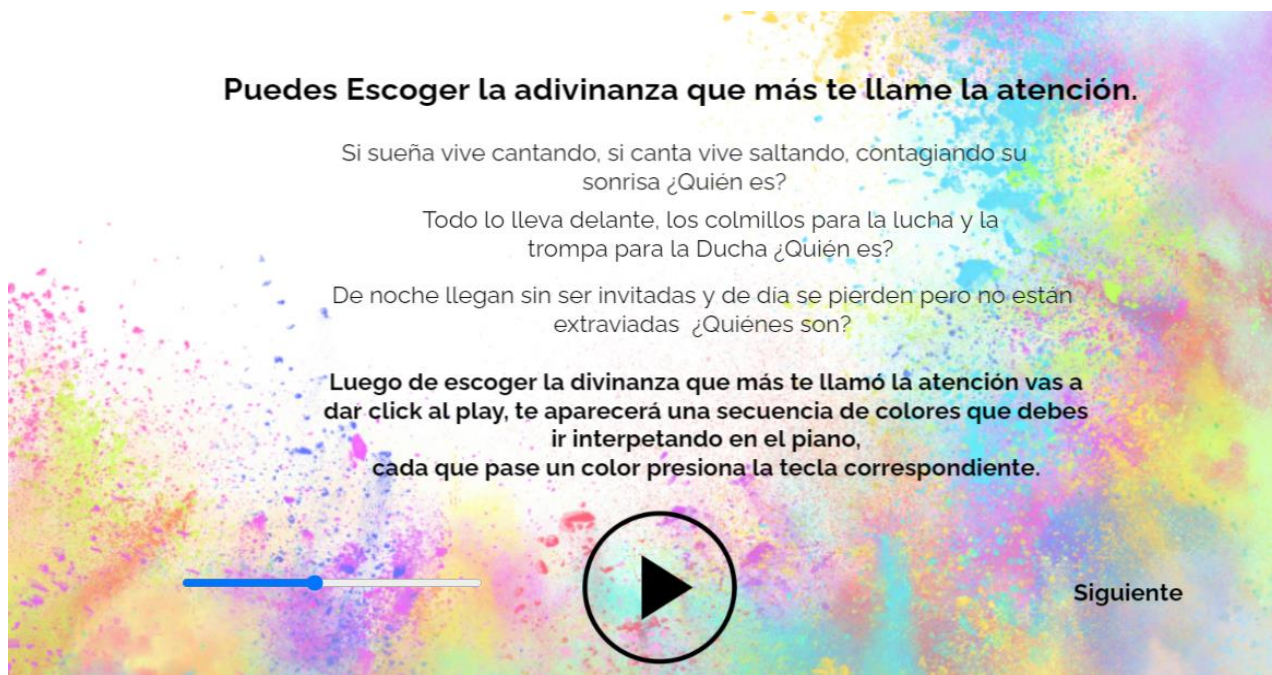 Puedes Escoger la adivinanza que más te llame la atención.
Si sueña vive cantando, si canta vive saltando, contagiando su
sonrisa ¿Quién es?
Todo lo lleva delante, los colmillos para la lucha y la
trompa para la Ducha ¿Quién es?
De noche llegan sin ser invitadas y de día se pierden pero no están
extraviadas ¿Quiénes son?
Luego de escoger la divinanza que más te llamó la atención vas a
dar click al play, te aparecerá una secuencia de colores que debes
ir interpetando en el piano,
cada que pase un color presiona la tecla correspondiente.
Siguiente